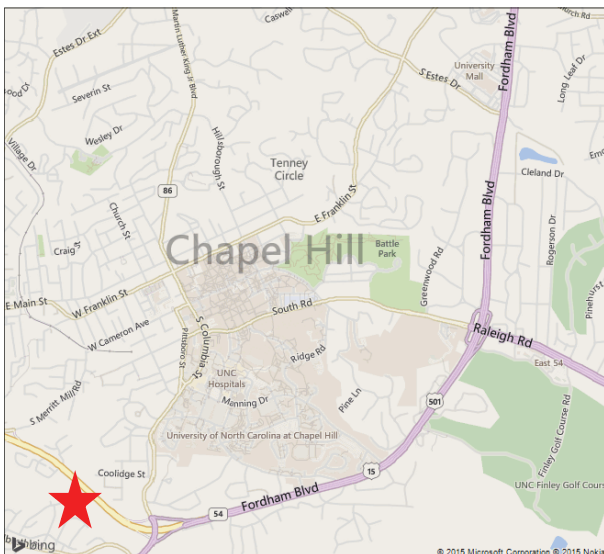 Caswell
Church Rd
Estes Dr Ext
Martin Luther King Jr Blvd
University
Mall
Fordham Blvd
Long Leaf Dr
S Estes Dr
Severin St
Wesley Dr
Hillsborough St
Village Dr
Tenney
Circle
Cleland Dr
86
E Franklin St
Church St
Rogerson Dr
Craig St
Chapel Hill
Battle
Park
Greenwood Rd
Fordham Blvd
Pinehurst
E Main St
W Franklin St
South Rd
W Cameron Ave
Pittsboro St
S Columbia St
Raleigh Rd
Ridge Rd
East 54
UNC
Hospitals
S Merritt Mill Rd
Manning Dr
Pine Ln
501
Finley Golf Course Rd
University of North Carolina at Chapel Hill
Coolidge St
15
UNC Finley Golf Course
Fordham Blvd
54
bing
© 2015 Microsoft Corporation © 2015 Nokia